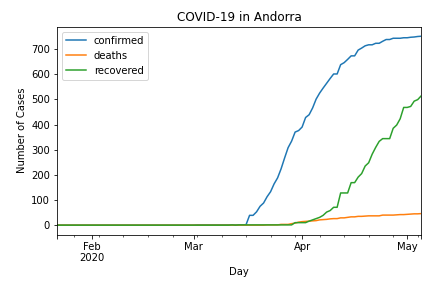 COVID-19 in Andorra
confirmed
deaths
recovered
Number of Cases
700
600
500
400
300
200
100
0
Feb
2020
Mar
Apr
May
Day